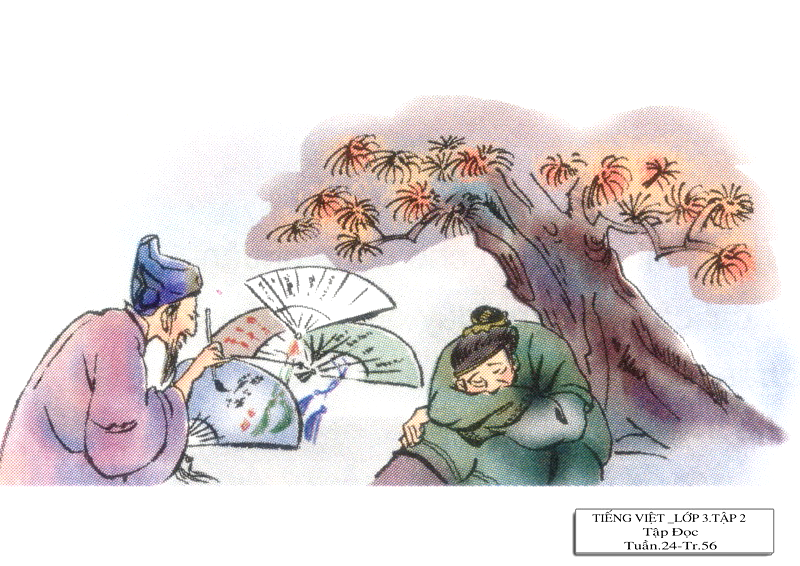 TIẾNG VIỆT _LỚP 3.TẬP 2
Tập Đọc
Tuần.24-Tr.56